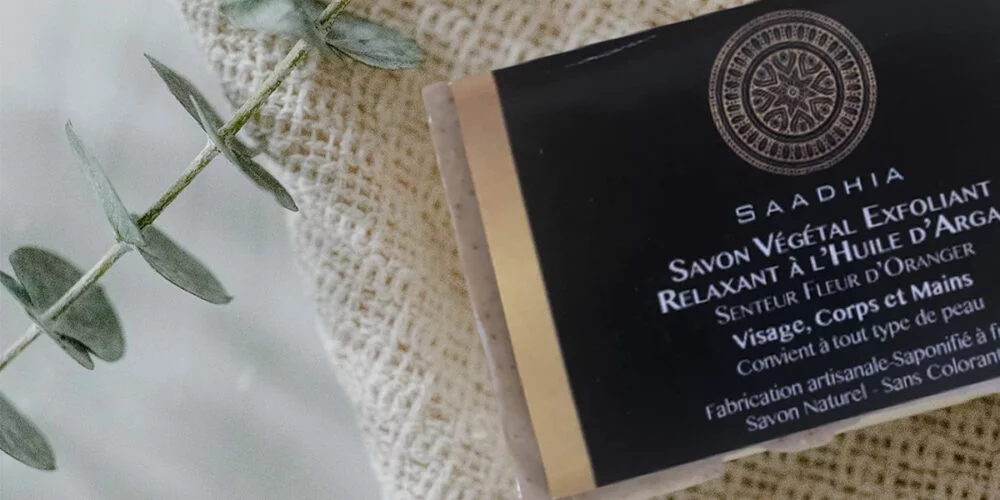 SAADHIA
SAVON VÉGÉTAL EXFOLIANT
RELAXANT À L'HUILE D'ARGA
SENTEUR FLEUR D'ORANGER
Visage, Corps et Mains
Convient à tout type de peau
Fabrication artisanale-Saponifié à f
Savon Naturel - Sans Colorant